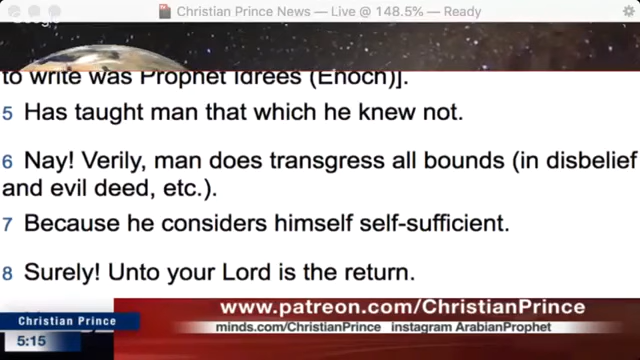 Christian Prince News — Live @ 148.5% — Ready
to write was Prophet Idrees (Enoch)].
5 Has taught man that which he knew not.
6 Nay! Verily, man does transgress all bounds (in disbelief
and evil deed, etc.).
7 Because he considers himself self-sufficient.
8 Surely! Unto your Lord is the return.
www.patreon.com/ChristianPrince
Christian Prince
minds.com/ChristianPrince instagram ArabianProphet
5:15